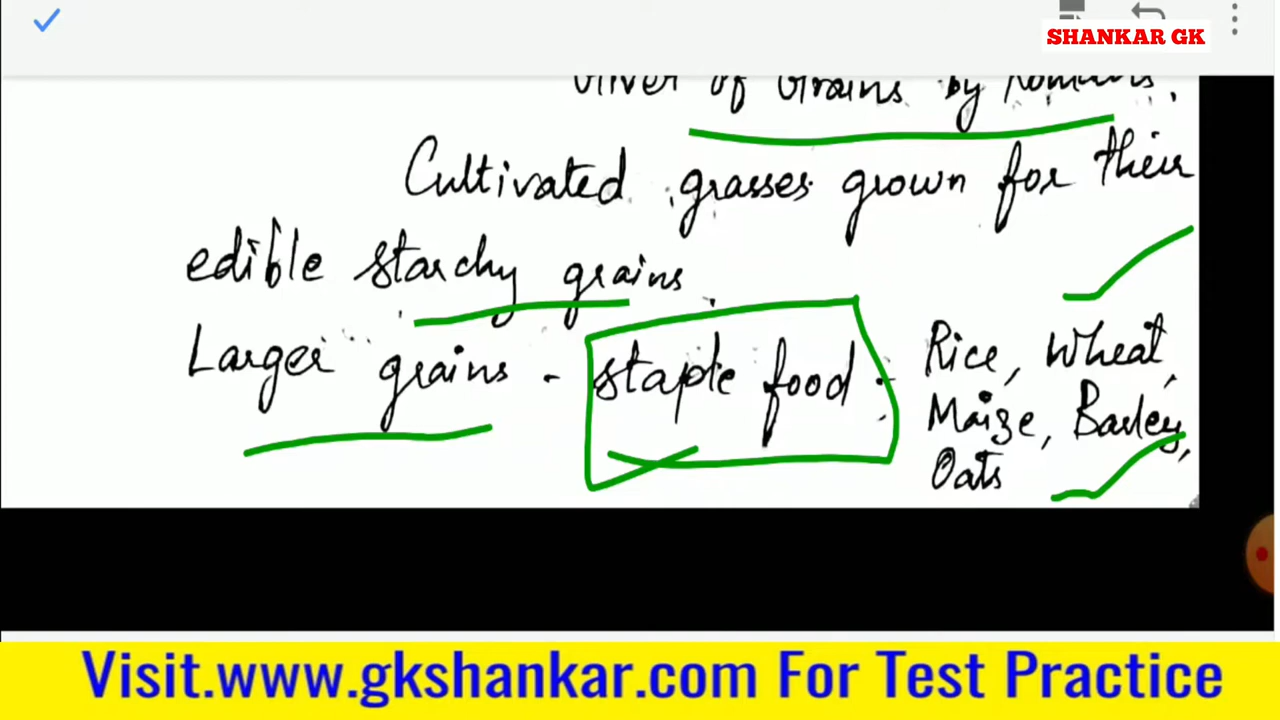 SHANKAR GK
Giver of Grains by Romans.
Cultivated grasses grown for their
edible starchy grains.
Larger grains - staple food : Rice, Wheat,
Maize, Barley,
Oats
Visit.www.gkshankar.com For Test Practice